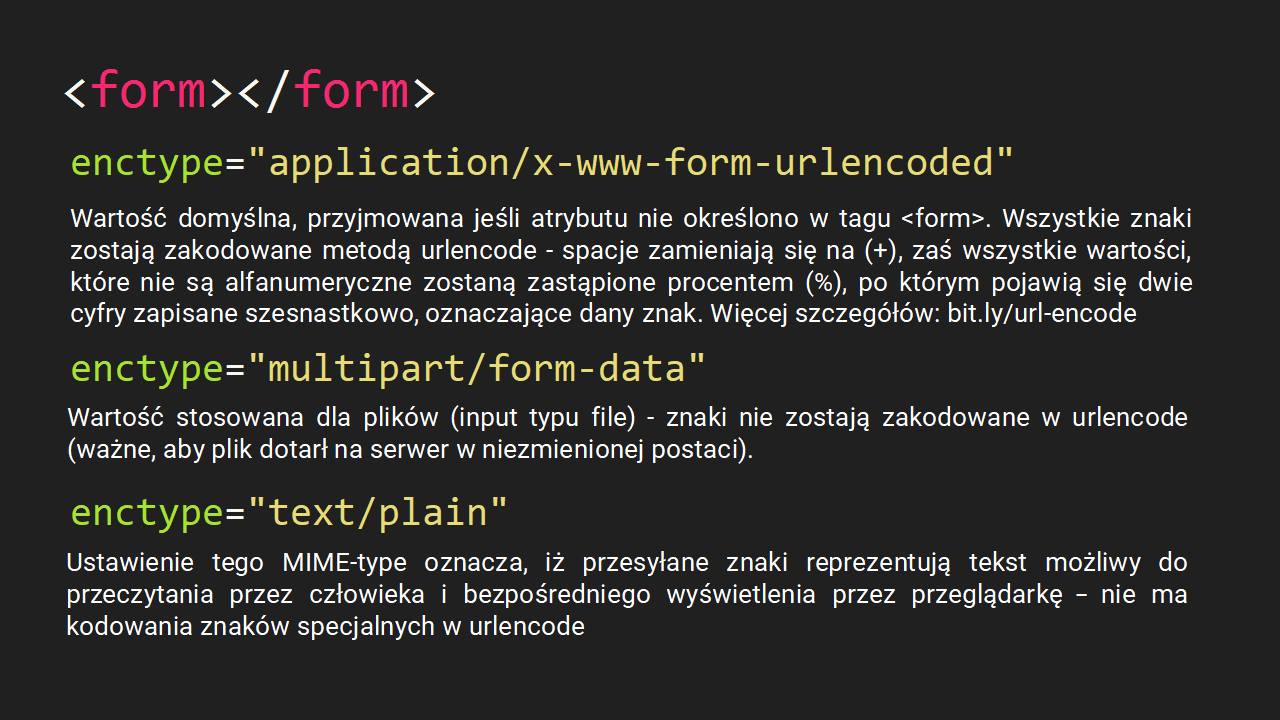 <form></form>
enctype="application/x-www-form-urlencoded"
Wartość domyślna, przyjmowana jeśli atrybutu nie określono w tagu <form>. Wszystkie znaki
zostają zakodowane metodą urlencode - spacje zamieniają się na (+), zaś wszystkie wartości,
które nie są alfanumeryczne zostaną zastąpione procentem (%), po którym pojawią się dwie
cyfry zapisane szesnastkowo, oznaczające dany znak. Więcej szczegółów: bit.ly/url-encode
enctype="multipart/form-data"
Wartość stosowana dla plików (input typu file) - znaki nie zostają zakodowane w urlencode
(ważne, aby plik dotarł na serwer w niezmienionej postaci).
enctype="text/plain"
Ustawienie tego MIME-type oznacza, iż przesyłane znaki reprezentują tekst możliwy do
przeczytania przez człowieka i bezpośredniego wyświetlenia przez przeglądarkę – nie ma
kodowania znaków specjalnych w urlencode